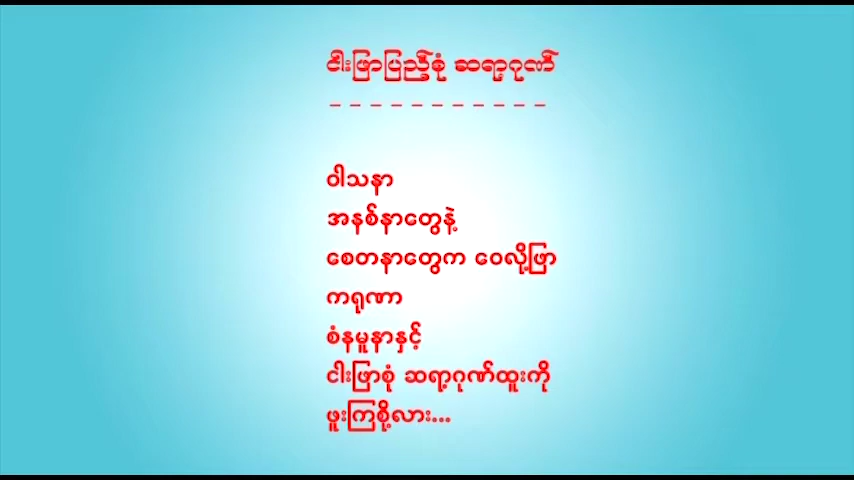 ငါးဖြာပြည့်စုံ ဆရာ့ဂုဏ်
- - - - - - - - - - -
ဝါသနာ
အနစ်နာတွေနဲ့
စေတနာတွေက ဝေလို့ဖြာ
ကရုဏာ
စံနမူနာနှင့်
ငါးဖြာစုံ ဆရာ့ဂုဏ်ထူးကို
ဖူးကြစို့လား...